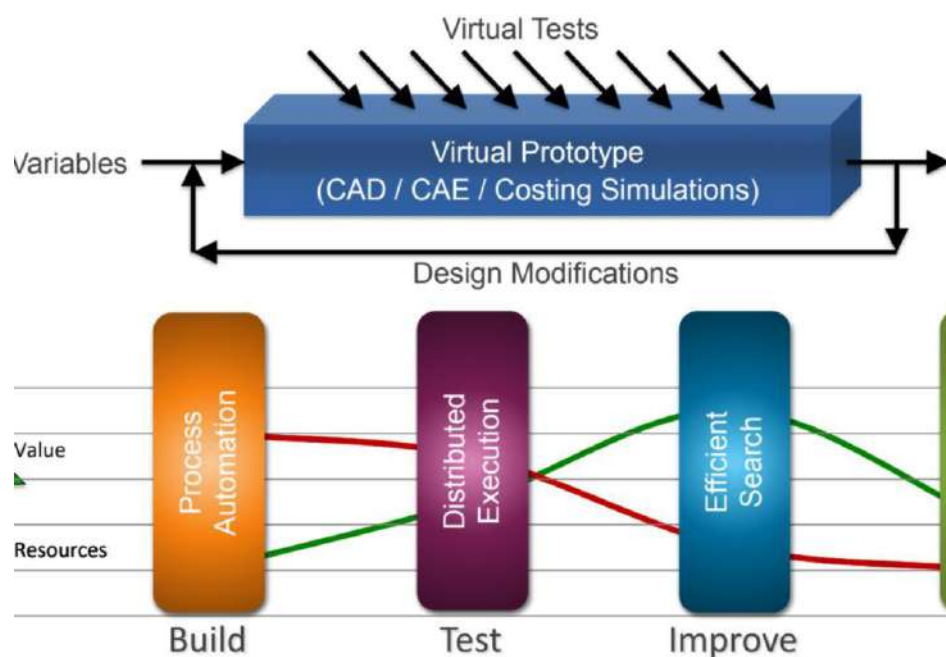 Virtual Tests
Variables
Virtual Prototype
(CAD / CAE / Costing Simulations)
Design Modifications
Process
Automation
Distributed
Execution
Efficient
Search
Value
Resources
Build
Test
Improve